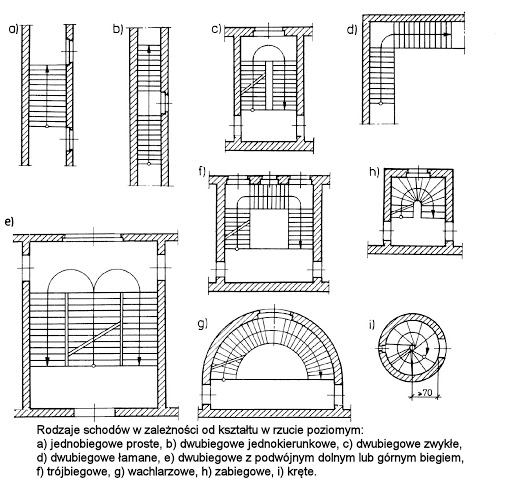 a)
b)
c)
d)
e)
f)
h)
g)
i)
≥70
Rodzaje schodów w zależności od kształtu w rzucie poziomym:
a) jednobiegowe proste, b) dwubiegowe jednokierunkowe, c) dwubiegowe zwykłe,
d) dwubiegowe łamane, e) dwubiegowe z podwójnym dolnym lub górnym biegiem,
f) trójbiegowe, g) wachlarzowe, h) zabiegowe, i) kręte.